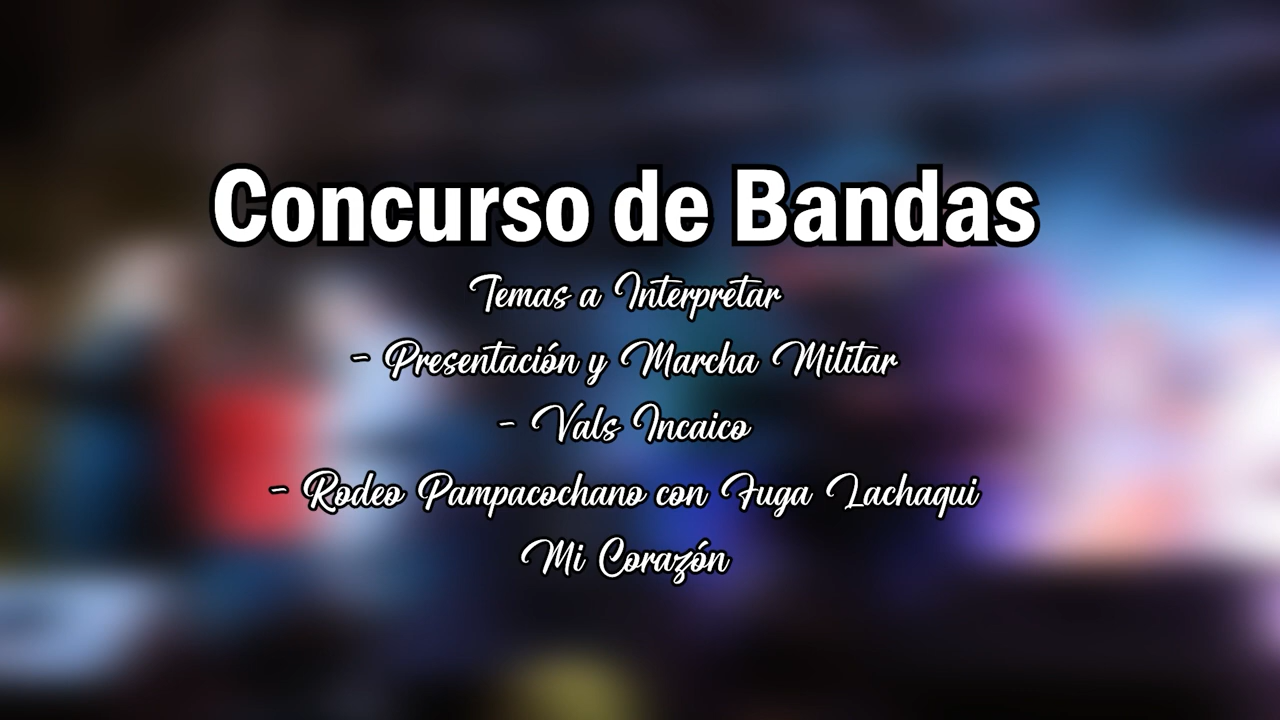 Concurso de Bandas
Temas a Interpretar
- Presentación y Marcha Militar
- Vals Incaico
- Rodeo Pampacochano con Fuga Lachaqui
Mi Corazón